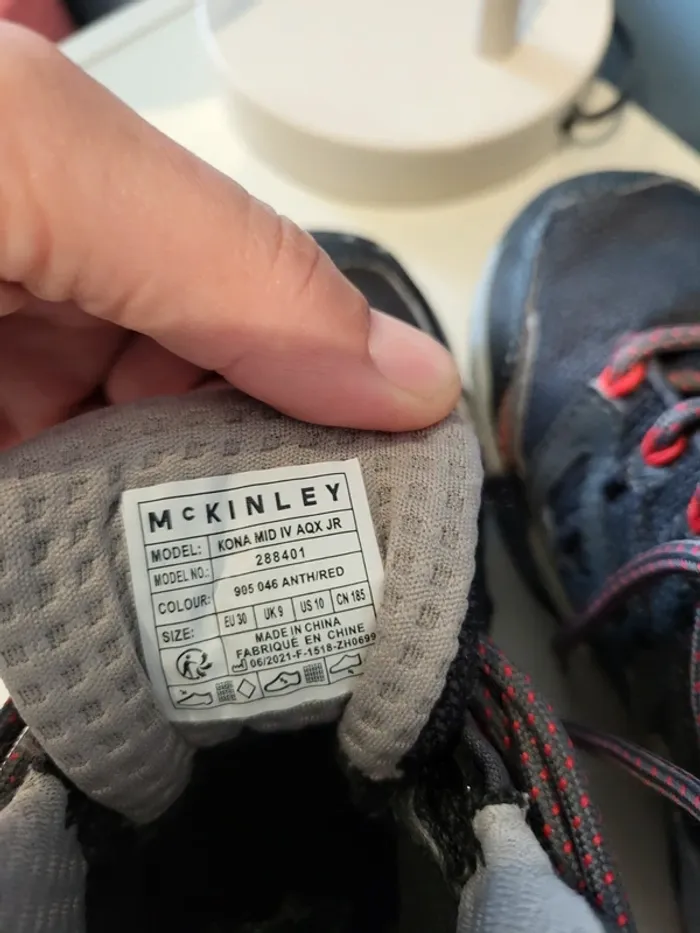 McKINLEY
MODEL: KONA MID IV AQX JR
MODEL NO.: 288401
COLOUR: 905 046 ANTH/RED
SIZE: EU 30 UK 9 US 10 CN 185
MADE IN CHINA
FABRIQUE EN CHINE
06/2021-F-1518-ZH0699